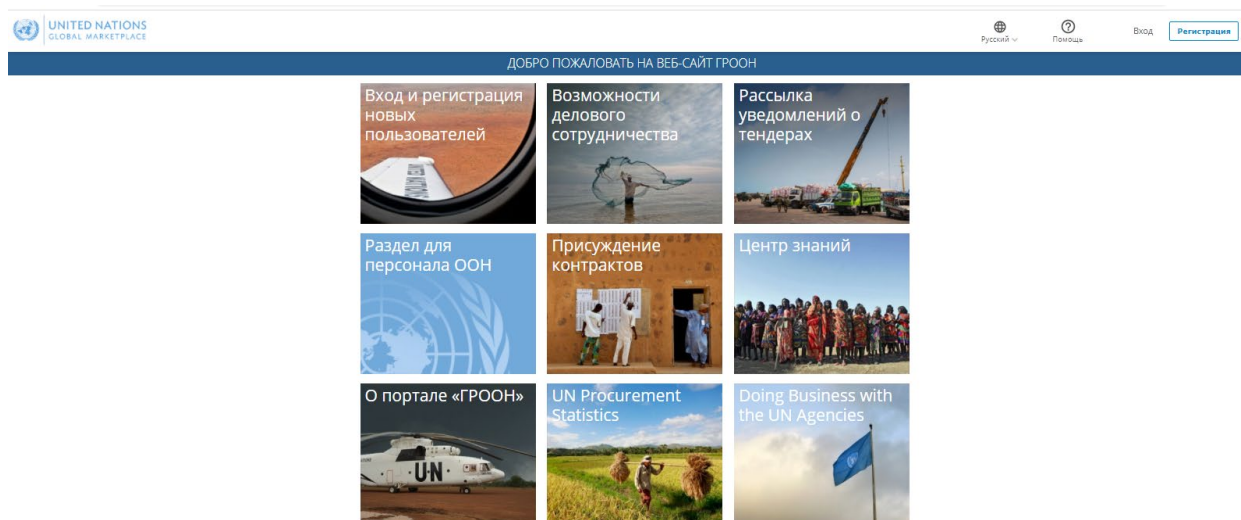 UNITED NATIONS
GLOBAL MARKETPLACE
Русский
Помощь
Вход
Регистрация
ДОБРО ПОЖАЛОВАТЬ НА ВЕБ-САЙТ ГРООН
Вход и регистрация
новых
пользователей
Возможности
делового
сотрудничества
Рассылка
уведомлений о
тендерах
Раздел для
персонала ООН
Присуждение
контрактов
Центр знаний
О портале «ГРООН»
UN
UN Procurement
Statistics
Doing Business with
the UN Agencies